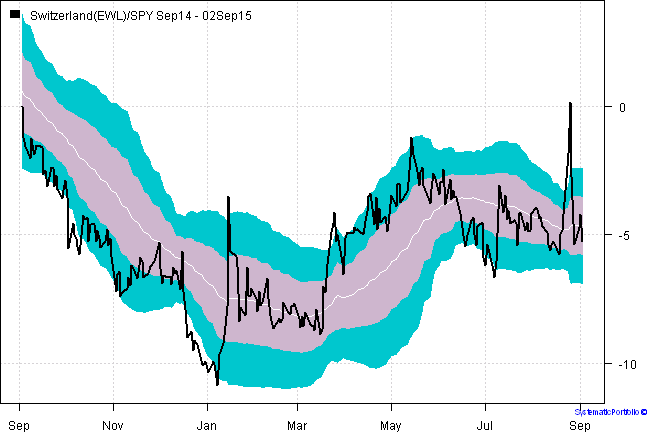 Switzerland(EWL)/SPY Sep14 - 02Sep15
0
-5
-10
SystematicPortfolio ©
Sep Nov Jan Mar May Jul Sep